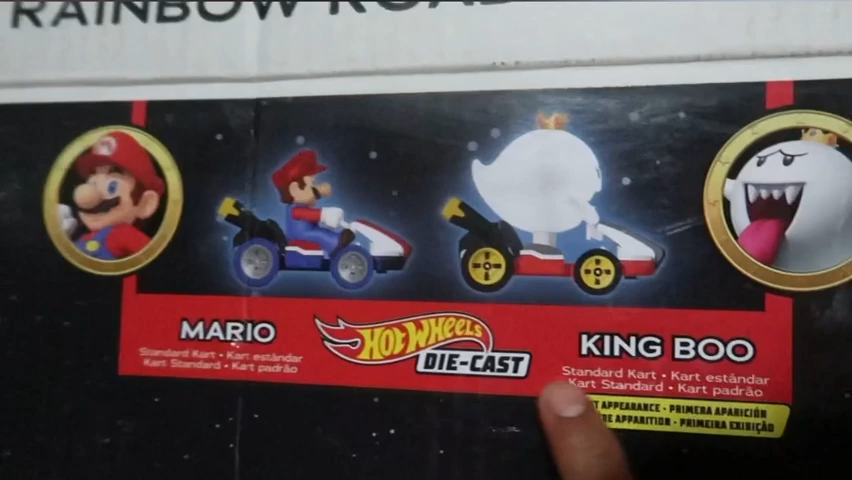 RAINBOW ROAD
MARIO
Standard Kart • Kart estándar
Kart Standard • Kart padrão
HOT WHEELS
DIE-CAST
KING BOO
Standard Kart • Kart estándar
Kart Standard • Kart padrão
APPEARANCE • PRIMERA APARICIÓN
APPARITION • PRIMEIRA EXIBIÇÃO